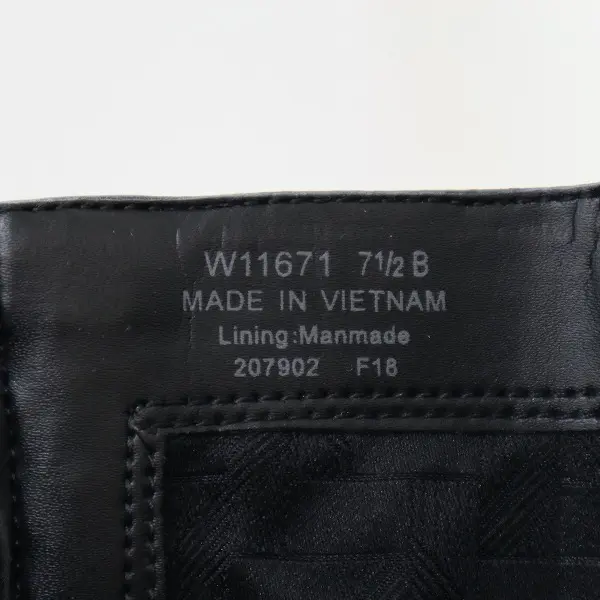 W11671 7½ B
MADE IN VIETNAM
Lining:Manmade
207902 F18